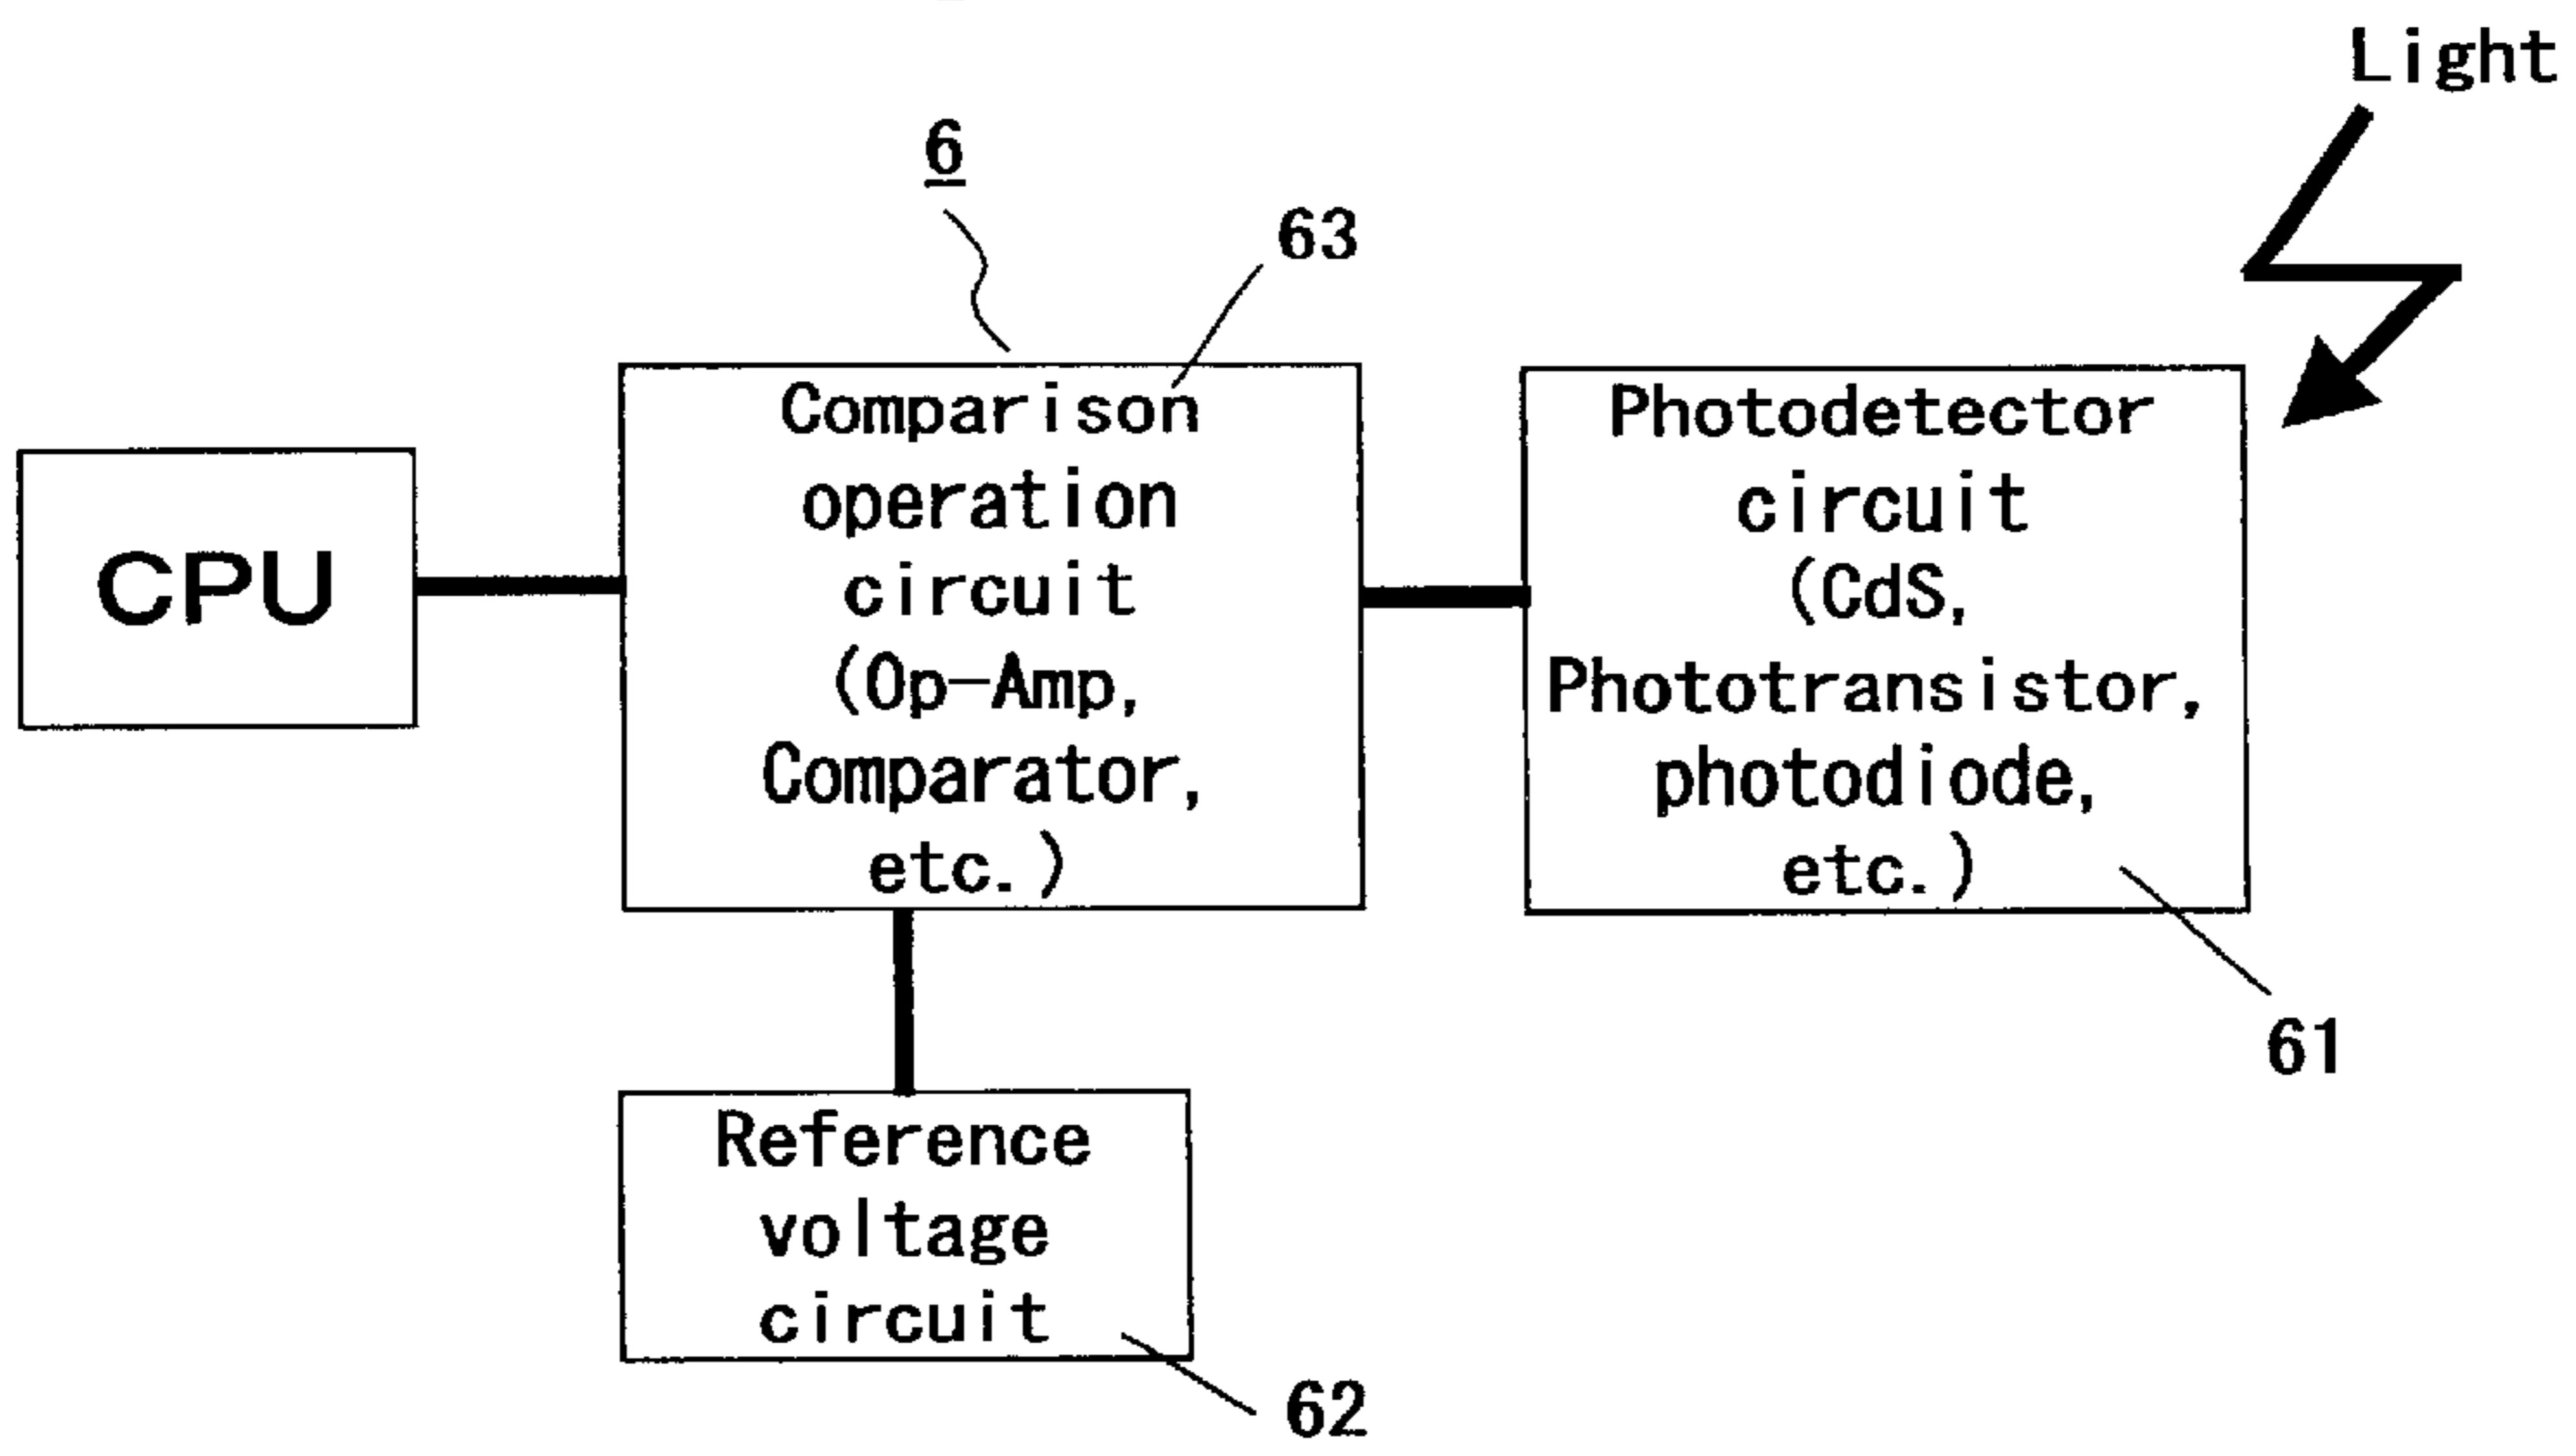 Light
6
63
Comparison
operation
circuit
(Op-Amp,
Comparator,
etc.)
Photodetector
circuit
(CdS,
Phototransistor,
photodiode,
etc.)
CPU
61
Reference
voltage
circuit
62